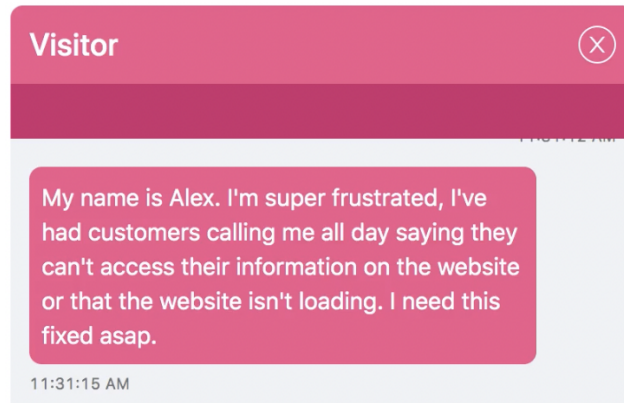 Visitor
My name is Alex. I'm super frustrated, I've
had customers calling me all day saying they
can't access their information on the website
or that the website isn't loading. I need this
fixed asap.
11:31:15 AM